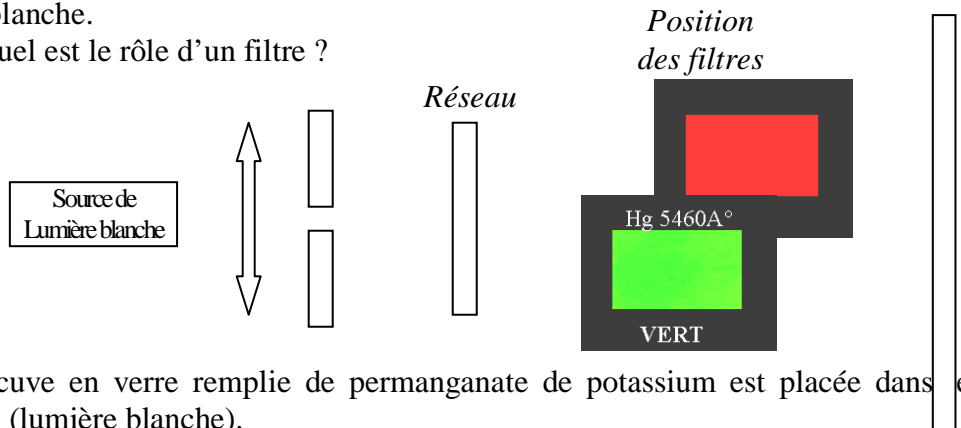 planche.
uel est le rôle d'un filtre ?
Position
des filtres
Réseau
Source de
Lumière blanche
Hg 5460A°
VERT
cuve en verre remplie de permanganate de potassium est placée dans e
(lumière blanche).